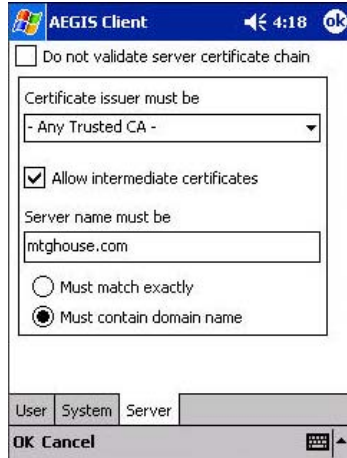 AEGIS Client 4:18 ok
Do not validate server certificate chain
Certificate issuer must be
- Any Trusted CA -
Allow intermediate certificates
Server name must be
mtghouse.com
Must match exactly
Must contain domain name
User System Server
OK Cancel